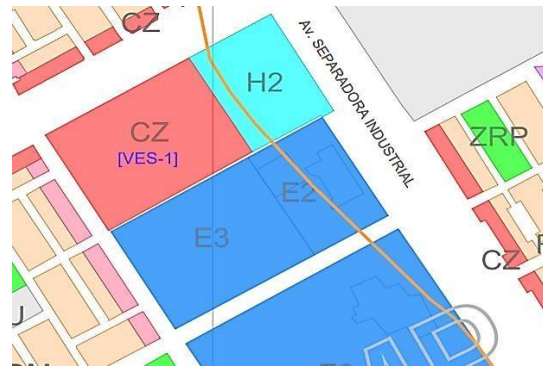 CZ
H2
Av. SEPARADORA INDUSTRIAL
CZ
[VES-1]
ZRP
E2
E3
CZ